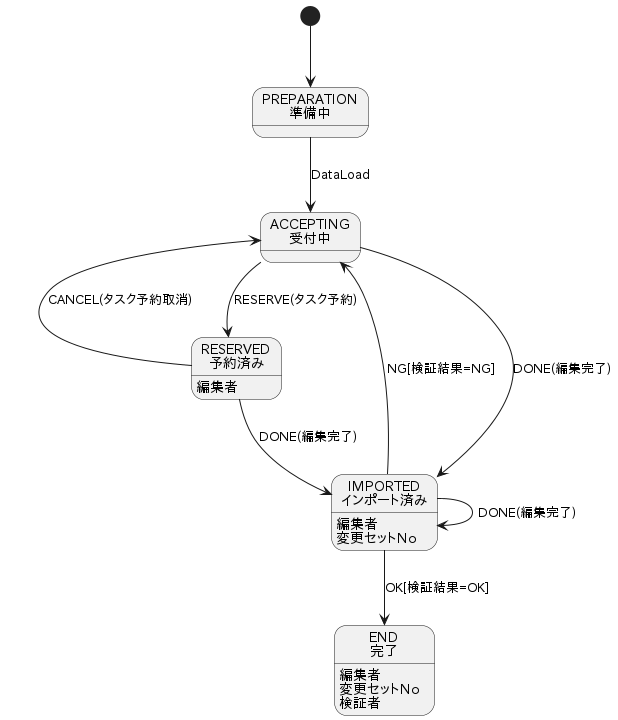 PREPARATION
準備中
DataLoad
ACCEPTING
受付中
CANCEL(タスク予約取消)
RESERVE(タスク予約)
RESERVED
予約済み
編集者
NG[検証結果=NG]
DONE(編集完了)
DONE(編集完了)
IMPORTED
インポート済み
編集者
変更セットNo
DONE(編集完了)
OK[検証結果=OK]
END
完了
編集者
変更セットNo
検証者